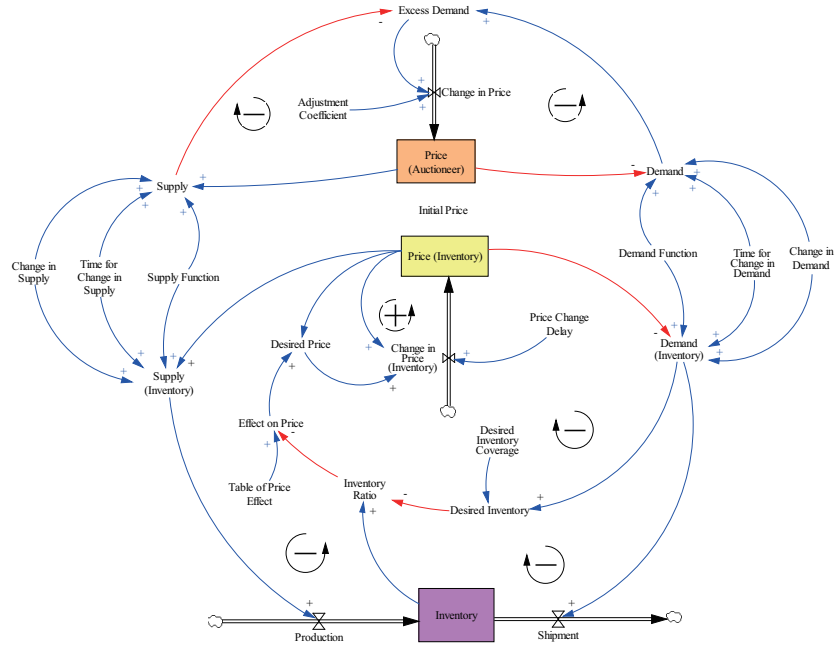 Excess Demand
Change in Price
Adjustment
Coefficient
Price
(Auctioneer)
Supply
Demand
Initial Price
Change in
Supply
Time for
Change in
Supply
Supply Function
Price (Inventory)
Demand Function
Time for
Change in
Demand
Change in
Demand
Desired Price
Change in
Price
(Inventory)
Price Change
Delay
Demand
(Inventory)
Supply
(Inventory)
Effect on Price
Desired
Inventory
Coverage
Table of Price
Effect
Inventory
Ratio
Desired Inventory
Inventory
Production
Shipment